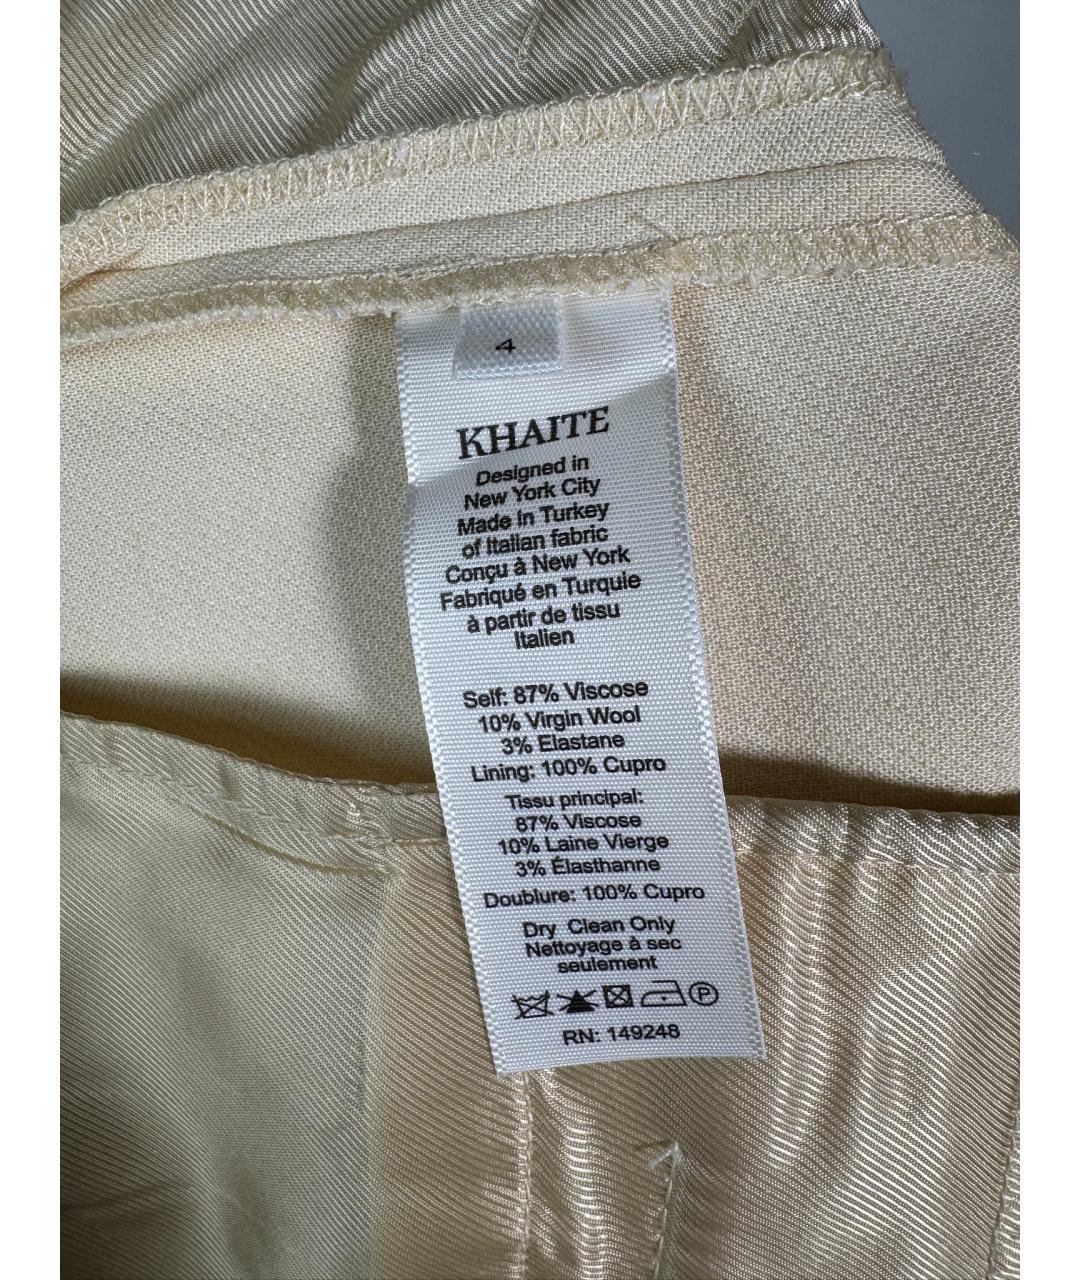 4
KHAITE
Designed in
New York City
Made in Turkey
of Italian fabric
Conçu à New York
Fabriqué en Turquie
à partir de tissu
Italien
Self: 87% Viscose
10% Virgin Wool
3% Elastane
Lining: 100% Cupro
Tissu principal:
87% Viscose
10% Laine Vierge
3% Élasthanne
Doublure: 100% Cupro
Dry Clean Only
Nettoyage à sec
seulement
P
RN: 149248